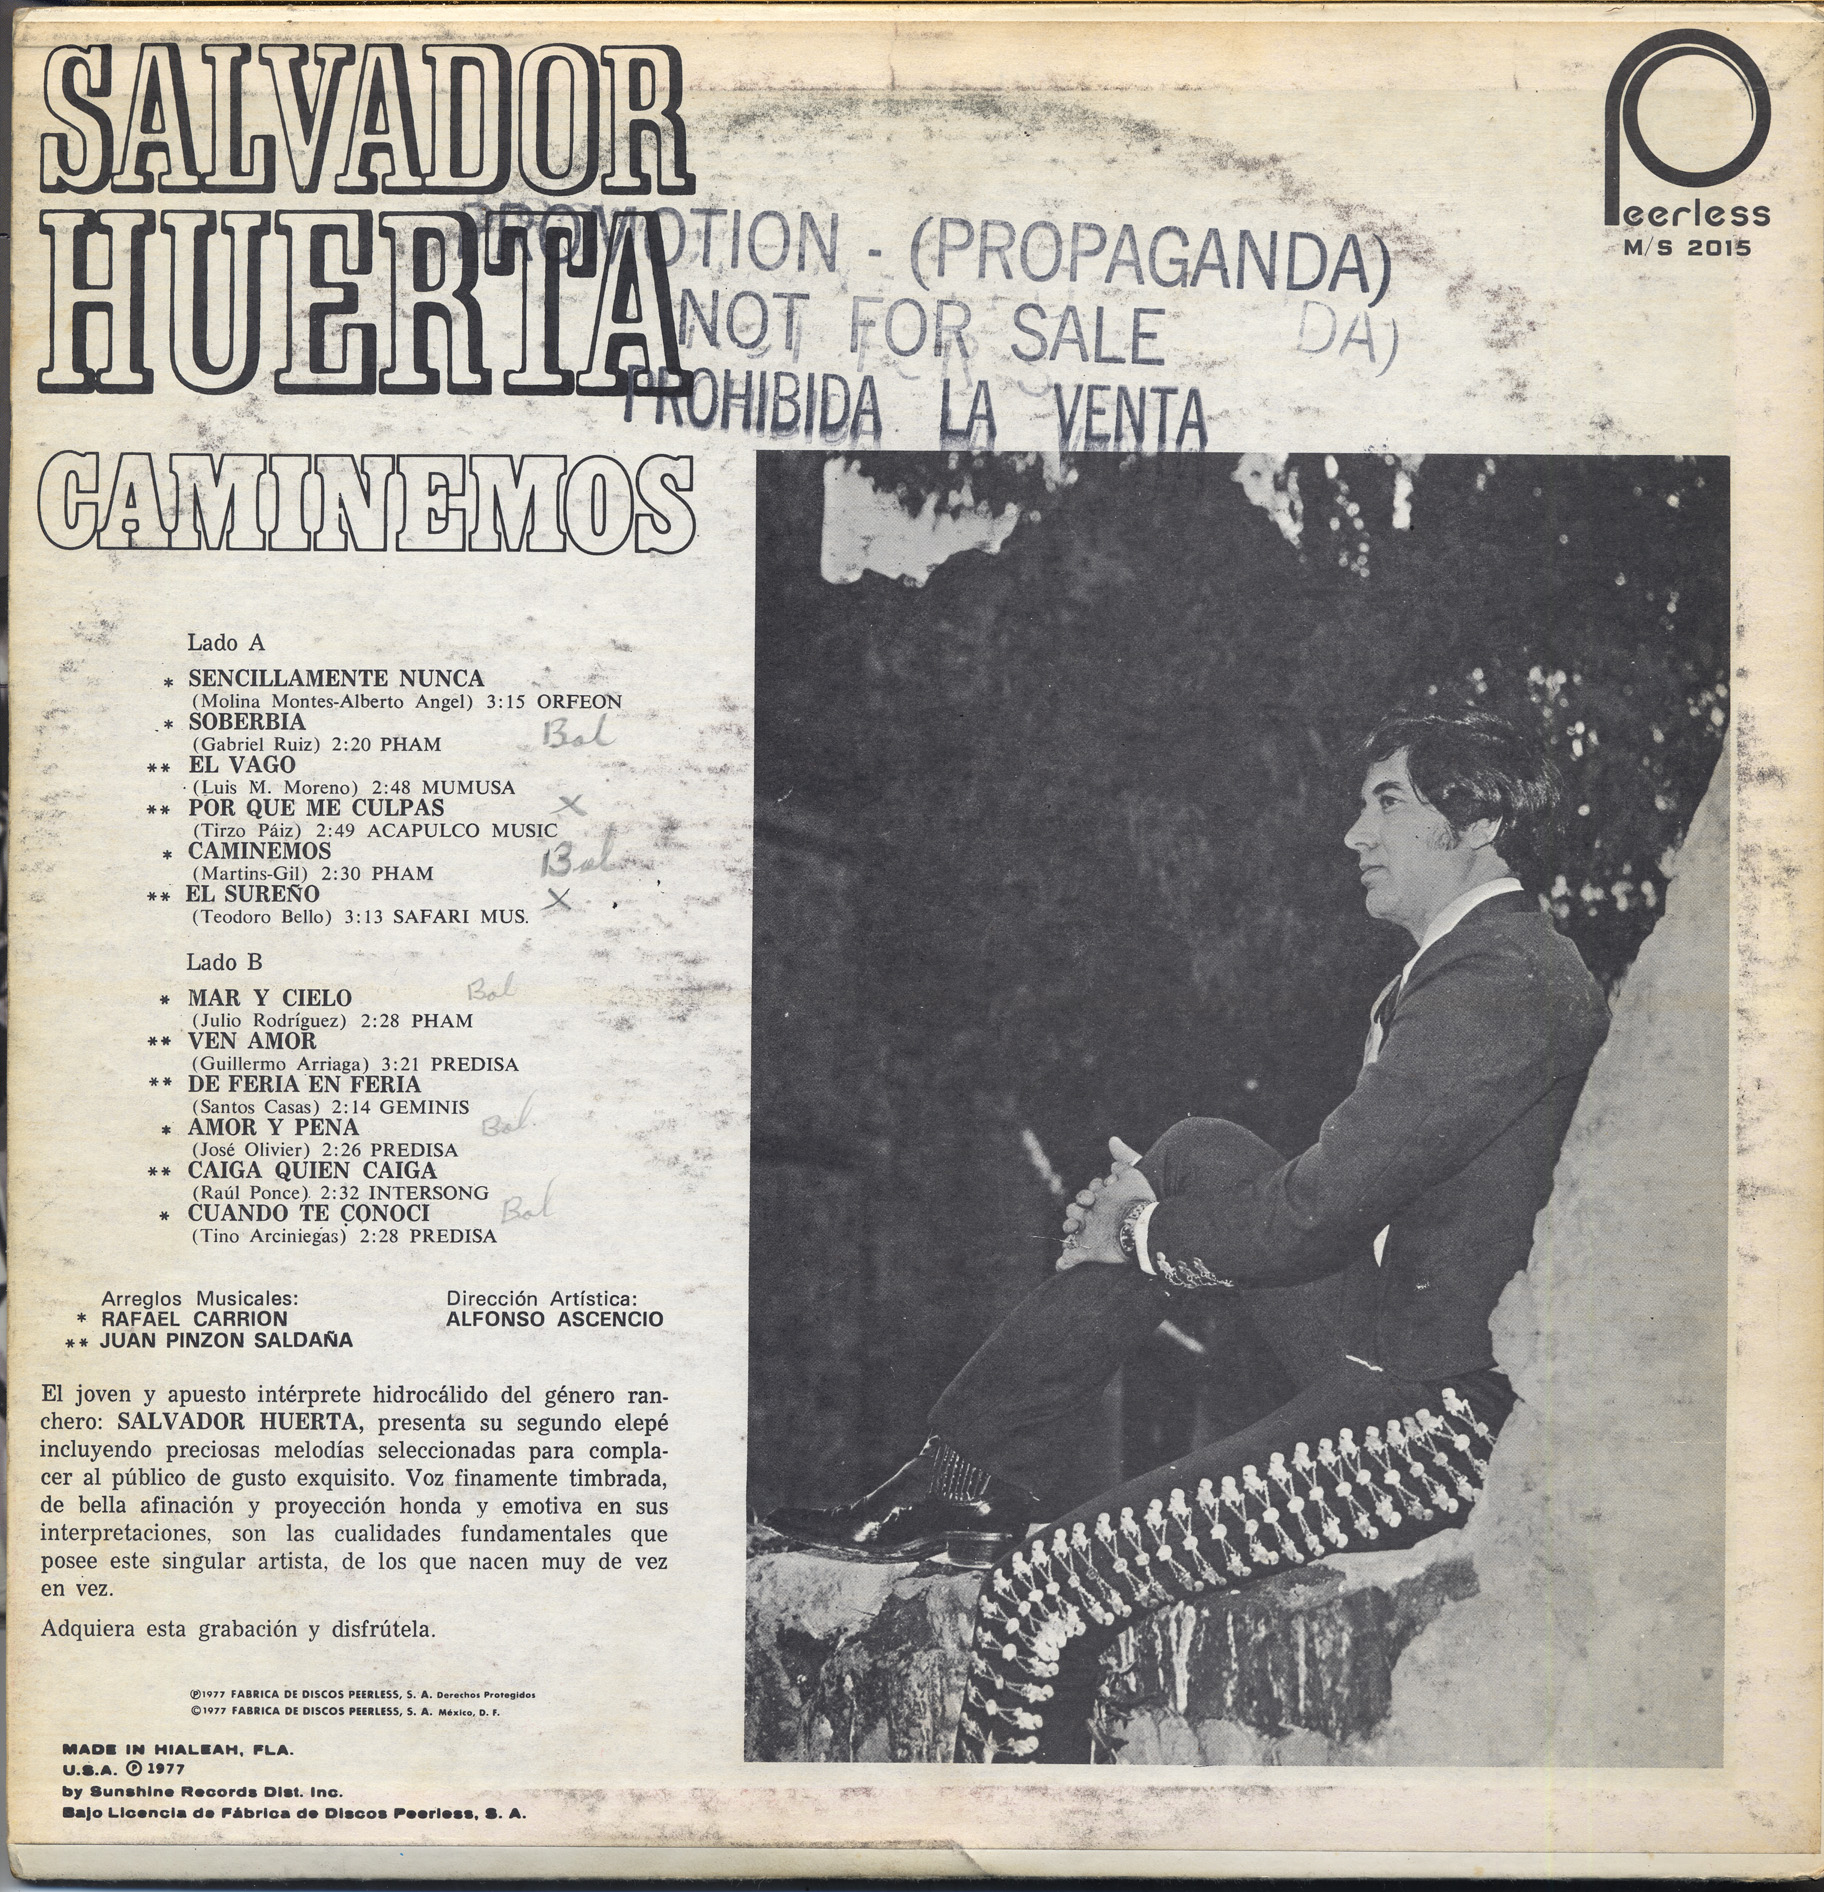 SALVADOR
HUERTA
Peerless
M/S 2015
PROMOTION - (PROPAGANDA)
NOT FOR SALE DA)
PROHIBIDA LA VENTA
CAMINEMOS
Lado A
* SENCILLAMENTE NUNCA
(Molina Montes-Alberto Angel) 3:15 ORFEON
* SOBERBIA Bol
(Gabriel Ruiz) 2:20 PHAM
** EL VAGO
(Luis M. Moreno) 2:48 MUMUSA
** POR QUE ME CULPAS X
(Tirzo Páiz) 2:49 ACAPULCO MUSIC
* CAMINEMOS Bol
(Martins-Gil) 2:30 PHAM
** EL SUREÑO X
(Teodoro Bello) 3:13 SAFARI MUS.
Lado B
* MAR Y CIELO Bol
(Julio Rodríguez) 2:28 PHAM
** VEN AMOR
(Guillermo Arriaga) 3:21 PREDISA
** DE FERIA EN FERIA
(Santos Casas) 2:14 GEMINIS
* AMOR Y PENA Bol.
(José Olivier) 2:26 PREDISA
** CAIGA QUIEN CAIGA
(Raúl Ponce) 2:32 INTERSONG
* CUANDO TE CONOCI Bol
(Tino Arciniegas) 2:28 PREDISA
Arreglos Musicales:
* RAFAEL CARRION
** JUAN PINZON SALDAÑA
Dirección Artística:
ALFONSO ASCENCIO
El joven y apuesto intérprete hidrocálido del género ran-
chero: SALVADOR HUERTA, presenta su segundo elepé
incluyendo preciosas melodías seleccionadas para compla-
cer al público de gusto exquisito. Voz finamente timbrada,
de bella afinación y proyección honda y emotiva en sus
interpretaciones, son las cualidades fundamentales que
posee este singular artista, de los que nacen muy de vez
en vez.
Adquiera esta grabación y disfrútela.
Ⓟ1977 FABRICA DE DISCOS PEERLESS, S. A. Derechos Protegidos
©1977 FABRICA DE DISCOS PEERLESS, S. A. México, D. F.
MADE IN HIALEAH, FLA.
U.S.A. Ⓟ 1977
by Sunshine Records Dist. Inc.
Bajo Licencia de Fábrica de Discos Peerless, S. A.